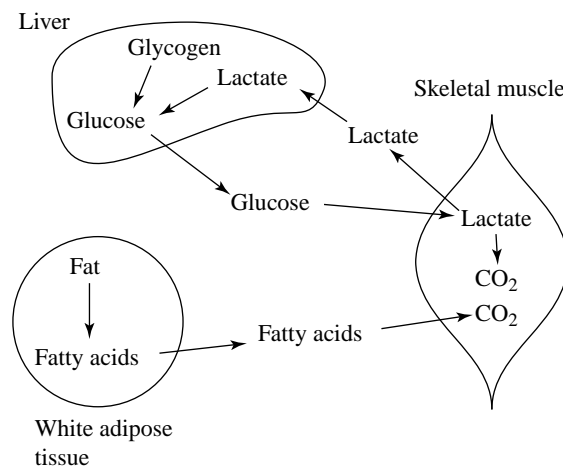 Liver
Glycogen
Lactate
Glucose
Skeletal muscle
Lactate
Glucose
Lactate
CO₂
CO₂
Fat
Fatty acids
Fatty acids
White adipose
tissue